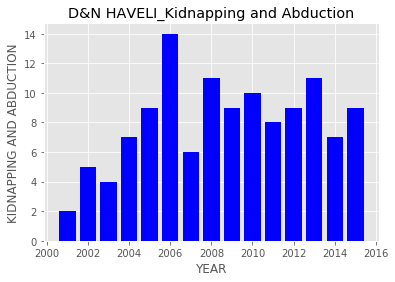 D&N HAVELI_Kidnapping and Abduction
KIDNAPPING AND ABDUCTION
14
12
10
8
6
4
2
0
2000 2002 2004 2006 2008 2010 2012 2014 2016
YEAR